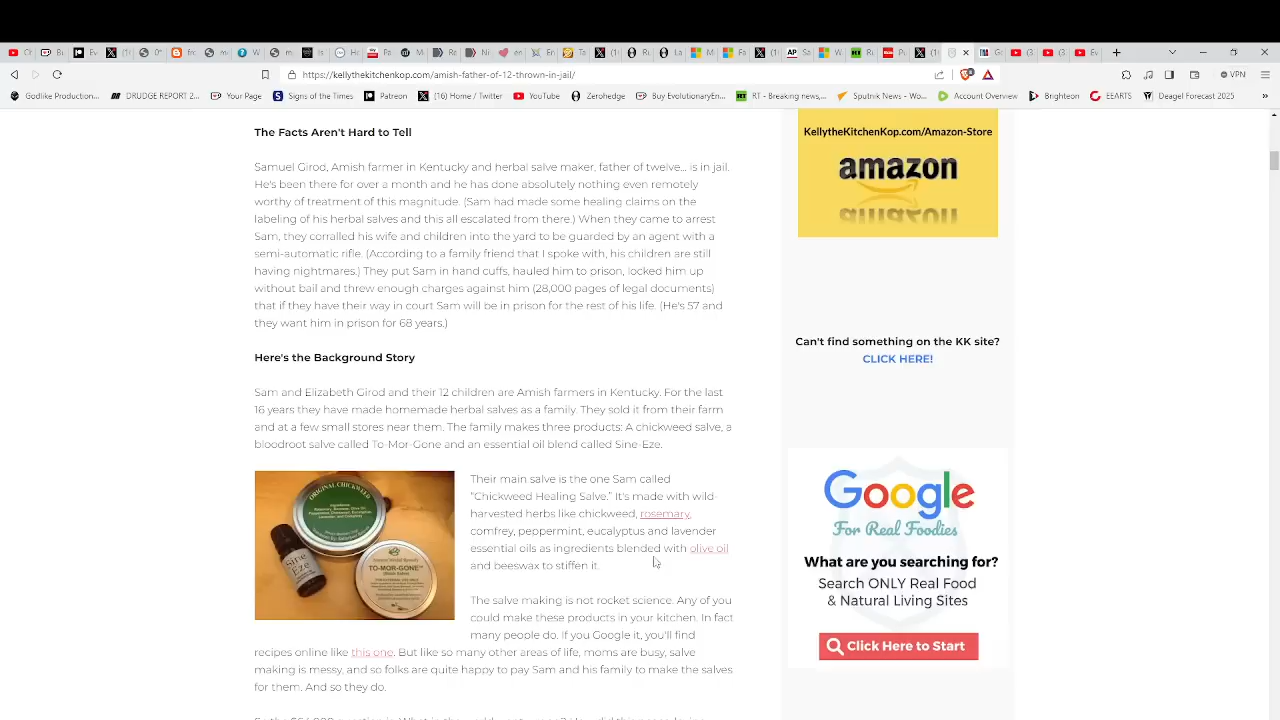 https://kellythekitchenkop.com/amish-father-of-12-thrown-in-jail/
VPN
Godlike Production...
DRUDGE REPORT 2...
Your Page
Signs of the Times
Patreon
(16) Home / Twitter
YouTube
Zerohedge
Buy EvolutionaryEn...
RT - Breaking news,...
Sputnik News - Wo...
Account Overview
Brighteon
EEARTS
Dagtel Forecast...
The Facts Aren't Hard to Tell
Samuel Girod, Amish farmer in Kentucky and herbal salve maker, father of twelve... is in jail.
He's been there for over a month and he has done absolutely nothing even remotely
worthy of treatment of this magnitude. (Sam had made some healing claims on the
labeling of his herbal salves and this all escalated from there.) When they came to arrest
Sam, they corralled his wife and children into the yard to be guarded by an agent with a
semi-automatic rifle. (According to a family friend that I spoke with, his children are still
having nightmares.) They put Sam in hand cuffs, hauled him to prison, locked him up
without bail and threw enough charges against him (28,000 pages of legal documents)
that if they have their way in court Sam will be in prison for the rest of his life. (He's 57 and
they want him in prison for 68 years.)
Here's the Background Story
Sam and Elizabeth Girod and their 12 children are Amish farmers in Kentucky. For the last
16 years they have made homemade herbal salves as a family. They sold it from their farm
and at a few small stores near them. The family makes three products: A chickweed salve, a
bloodroot salve called To-Mor-Gone and an essential oil blend called Sine-Eze.
ORIGINAL CHICKWEED
TO-MOR-GONE
Their main salve is the one Sam called
"Chickweed Healing Salve." It's made with wild-
harvested herbs like chickweed, rosemary,
comfrey, peppermint, eucalyptus and lavender
essential oils as ingredients blended with olive oil
and beeswax to stiffen it.
The salve making is not rocket science. Any of you
could make these products in your kitchen. In fact
many people do. If you Google it, you'll find
recipes online like this one. But like so many other areas of life, moms are busy, salve
making is messy, and so folks are quite happy to pay Sam and his family to make the salves
for them. And so they do.
KellytheKitchenKop.com/Amazon-Store
amazon
Can't find something on the KK site?
CLICK HERE!
Google
For Real Foodies
What are you searching for?
Search ONLY Real Food
& Natural Living Sites
Click Here to Start